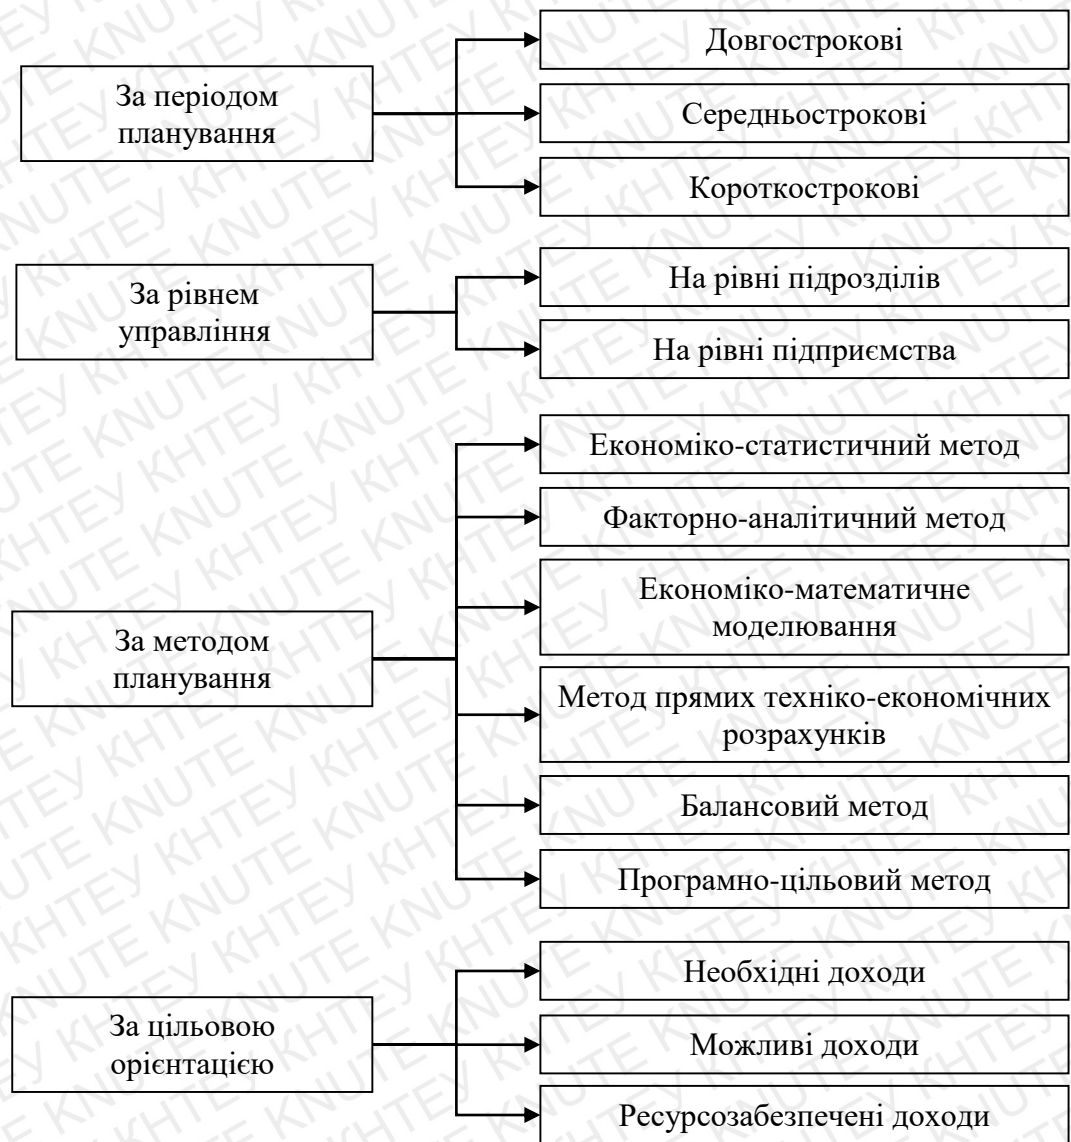 За періодом
планування
Довгострокові
Середньострокові
Короткострокові
За рівнем
управління
На рівні підрозділів
На рівні підприємства
За методом
планування
Економіко-статистичний метод
Факторно-аналітичний метод
Економіко-математичне
моделювання
Метод прямих техніко-економічних
розрахунків
Балансовий метод
Програмно-цільовий метод
За цільовою
орієнтацією
Необхідні доходи
Можливі доходи
Ресурсозабезпечені доходи